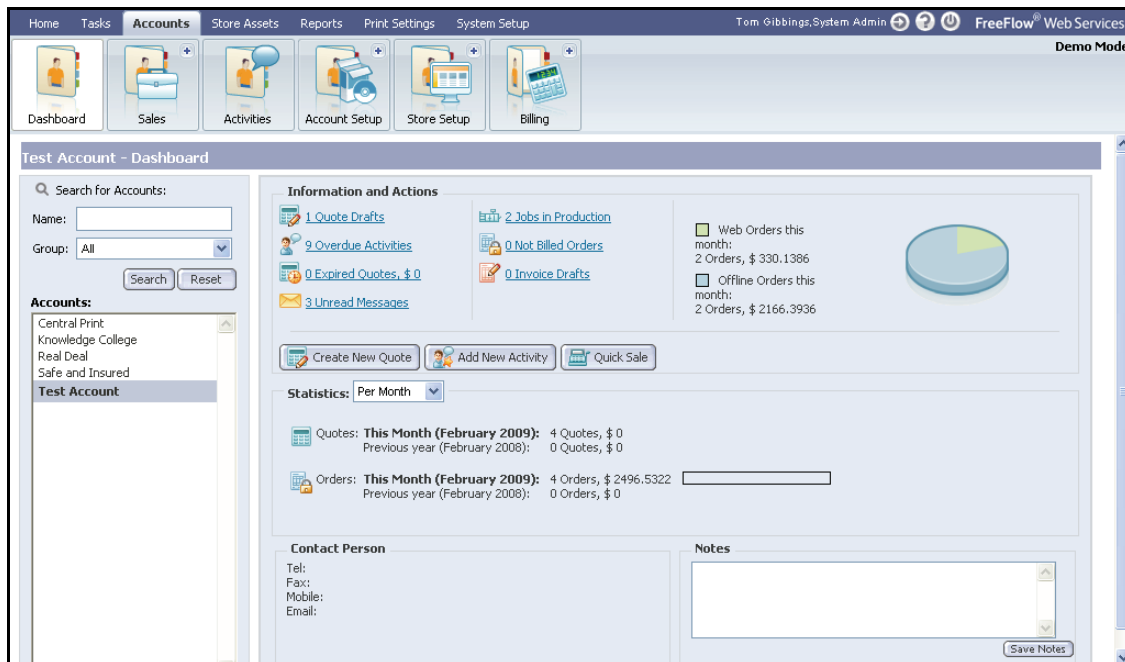 Home Tasks Accounts Store Assets Reports Print Settings System Setup Tom Gibbings,System Admin FreeFlow® Web Services
Demo Mode
Dashboard Sales Activities Account Setup Store Setup Billing
Test Account - Dashboard
Search for Accounts:
Name:
Group: All
Search Reset
Accounts:
Central Print
Knowledge College
Real Deal
Safe and Insured
Test Account
Information and Actions
1 Quote Drafts
9 Overdue Activities
0 Expired Quotes, $ 0
3 Unread Messages
2 Jobs in Production
0 Not Billed Orders
0 Invoice Drafts
Web Orders this
month:
2 Orders, $ 330.1386
Offline Orders this
month:
2 Orders, $ 2166.3936
Create New Quote Add New Activity Quick Sale
Statistics: Per Month
Quotes: This Month (February 2009): 4 Quotes, $ 0
Previous year (February 2008): 0 Quotes, $ 0
Orders: This Month (February 2009): 4 Orders, $ 2496.5322
Previous year (February 2008): 0 Orders, $ 0
Contact Person
Tel:
Fax:
Mobile:
Email:
Notes
Save Notes